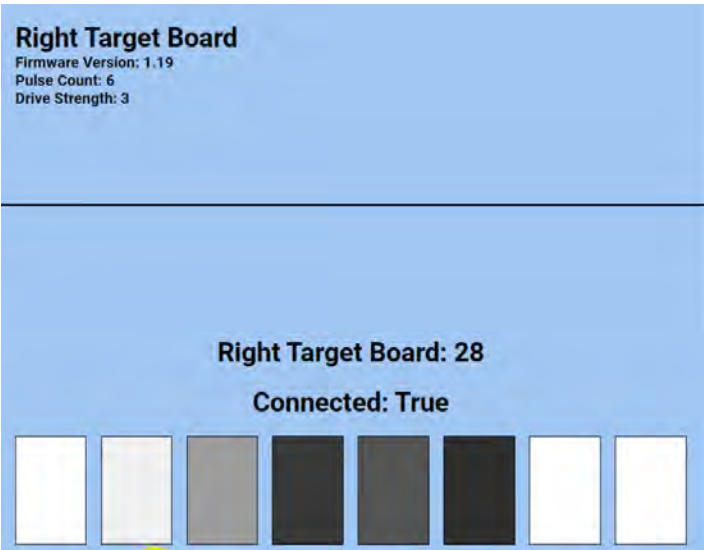 Right Target Board
Firmware Version: 1.19
Pulse Count: 6
Drive Strength: 3
Right Target Board: 28
Connected: True